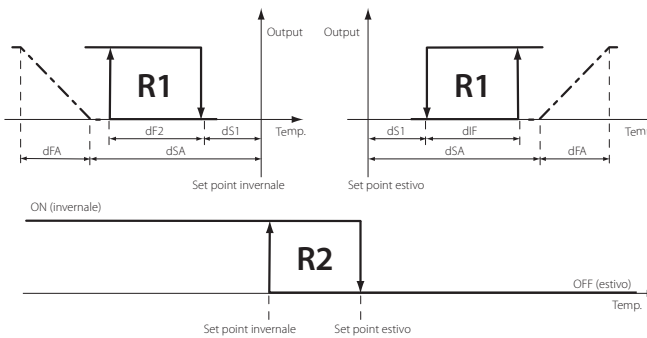 Output
Output
R1
R1
Temp.
Temp.
dF2
dS1
dS1
dIF
dFA
dSA
dSA
dFA
Set point invernale
Set point estivo
ON (invernale)
R2
OFF (estivo)
Temp.
Set point invernale
Set point estivo